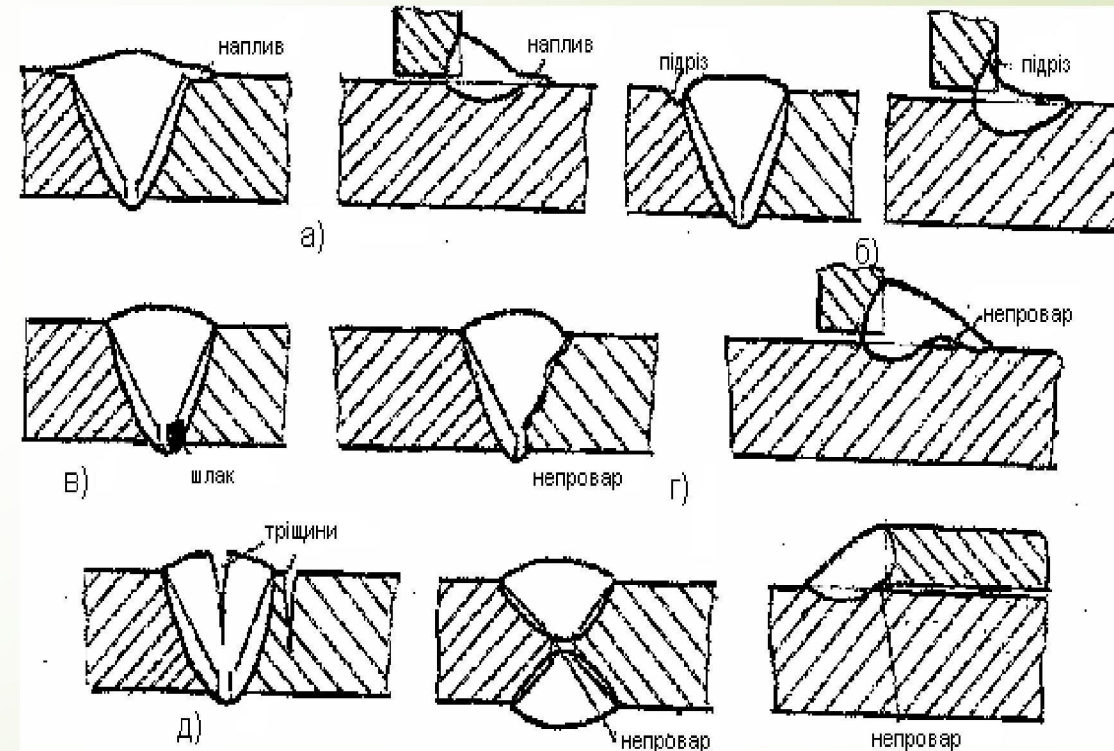 наплив
наплив
підріз
підріз
а)
б)
непровар
в)
шлак
непровар
г)
тріщини
д)
непровар
непровар